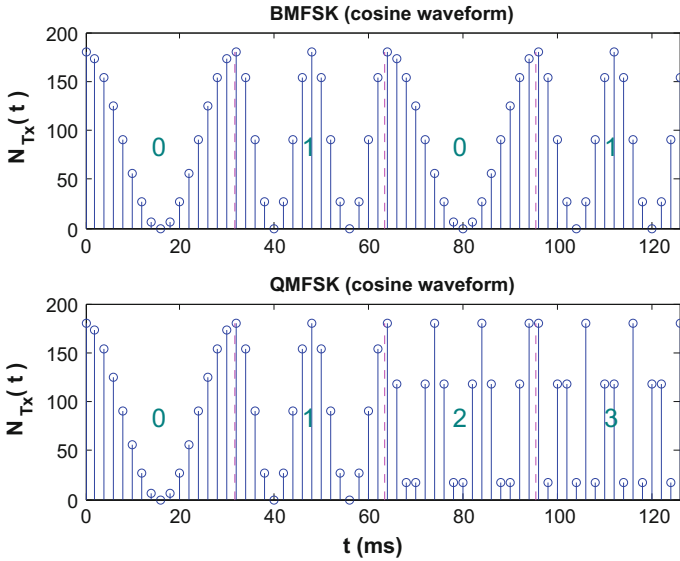 BMFSK (cosine waveform)
N_Tx ( t )
200
150
100
50
0
0 1 0 1
0 20 40 60 80 100 120
QMFSK (cosine waveform)
N_Tx ( t )
200
150
100
50
0
0 1 2 3
0 20 40 60 80 100 120
t (ms)